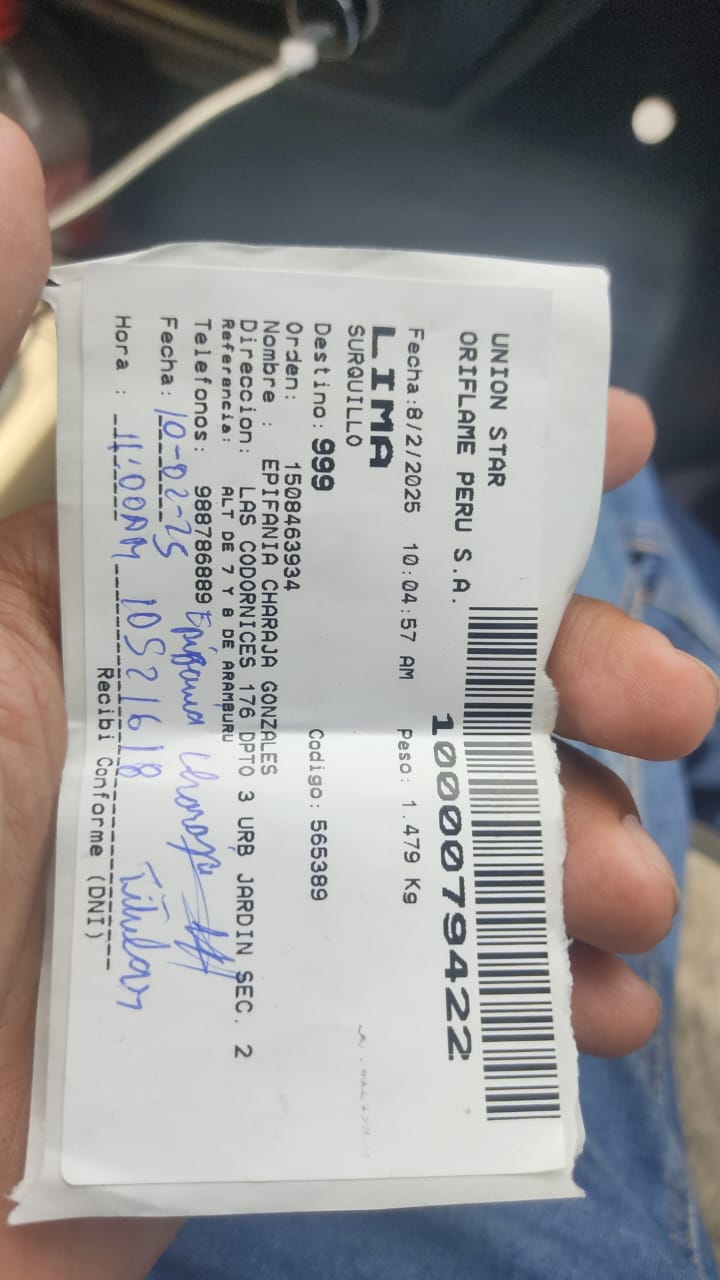 UNION STAR
ORIFLAME PERU S.A.
1000079422
Fecha:8/2/2025 10:04:57 AM Peso: 1.479 Kg
LIMA
SURQUILLO
Destino: 999 Codigo: 565389
Orden: 1508463934
Nombre : EPIFANIA CHARAJA GONZALES
Direccion: LAS CODORNICES 176 DPTO 3 URB JARDIN SEC. 2
Referencia: ALT DE 7 Y 8 DE ARAMBURU
Telefonos: 988786889 Epifania Charaja
Fecha: 10-02-25
Hora : 11:00AM 10521618 Titular
Recibi Conforme (DNI)